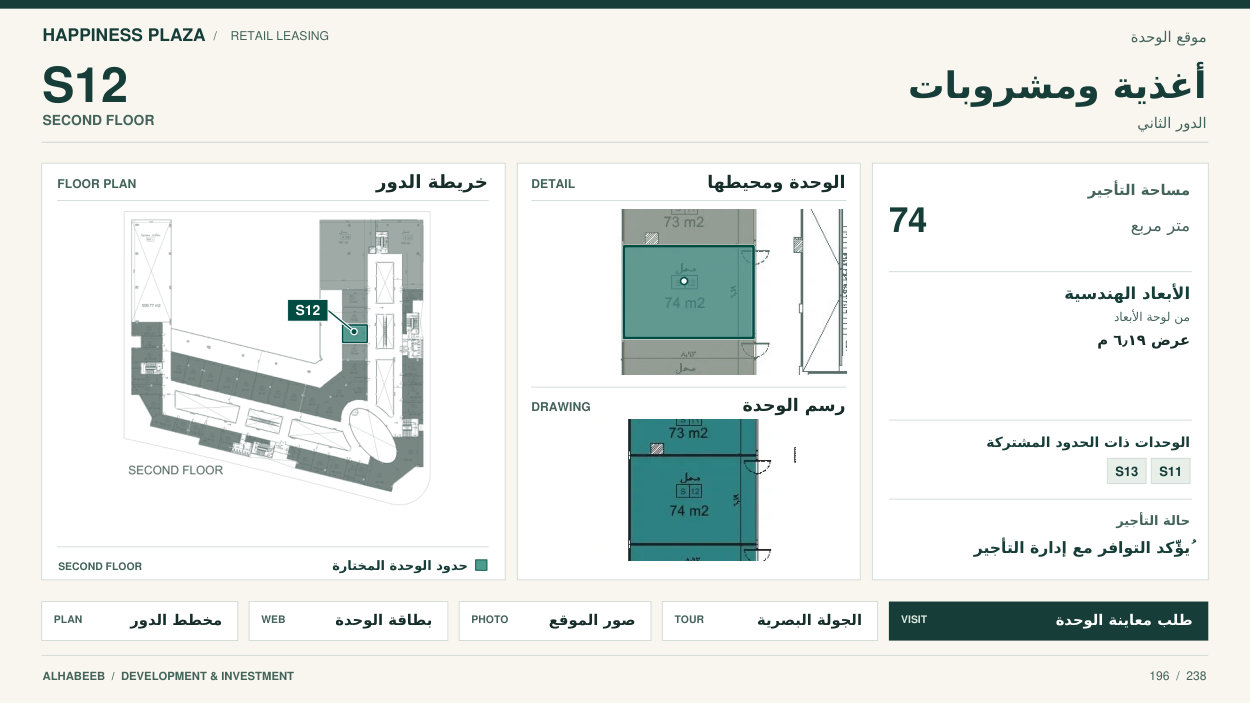 HAPPINESS PLAZA / RETAIL LEASING
موقع الوحدة
S12
أغذية ومشروبات
SECOND FLOOR
الدور الثاني
FLOOR PLAN
خريطة الدور
S12
SECOND FLOOR
SECOND FLOOR
حدود الوحدة المختارة
DETAIL
الوحدة ومحيطها
73 m2
محل
74 m2
محل
DRAWING
رسم الوحدة
73 m2
محل
S 12
74 m2
مساحة التأجير
74
متر مربع
الأبعاد الهندسية
من لوحة الأبعاد
عرض ٦٫١٩ م
الوحدات ذات الحدود المشتركة
S13
S11
حالة التأجير
ُيؤّكد التوافر مع إدارة التأجير
PLAN
مخطط الدور
WEB
بطاقة الوحدة
PHOTO
صور الموقع
TOUR
الجولة البصرية
VISIT
طلب معاينة الوحدة
ALHABEEB / DEVELOPMENT & INVESTMENT
196 / 238